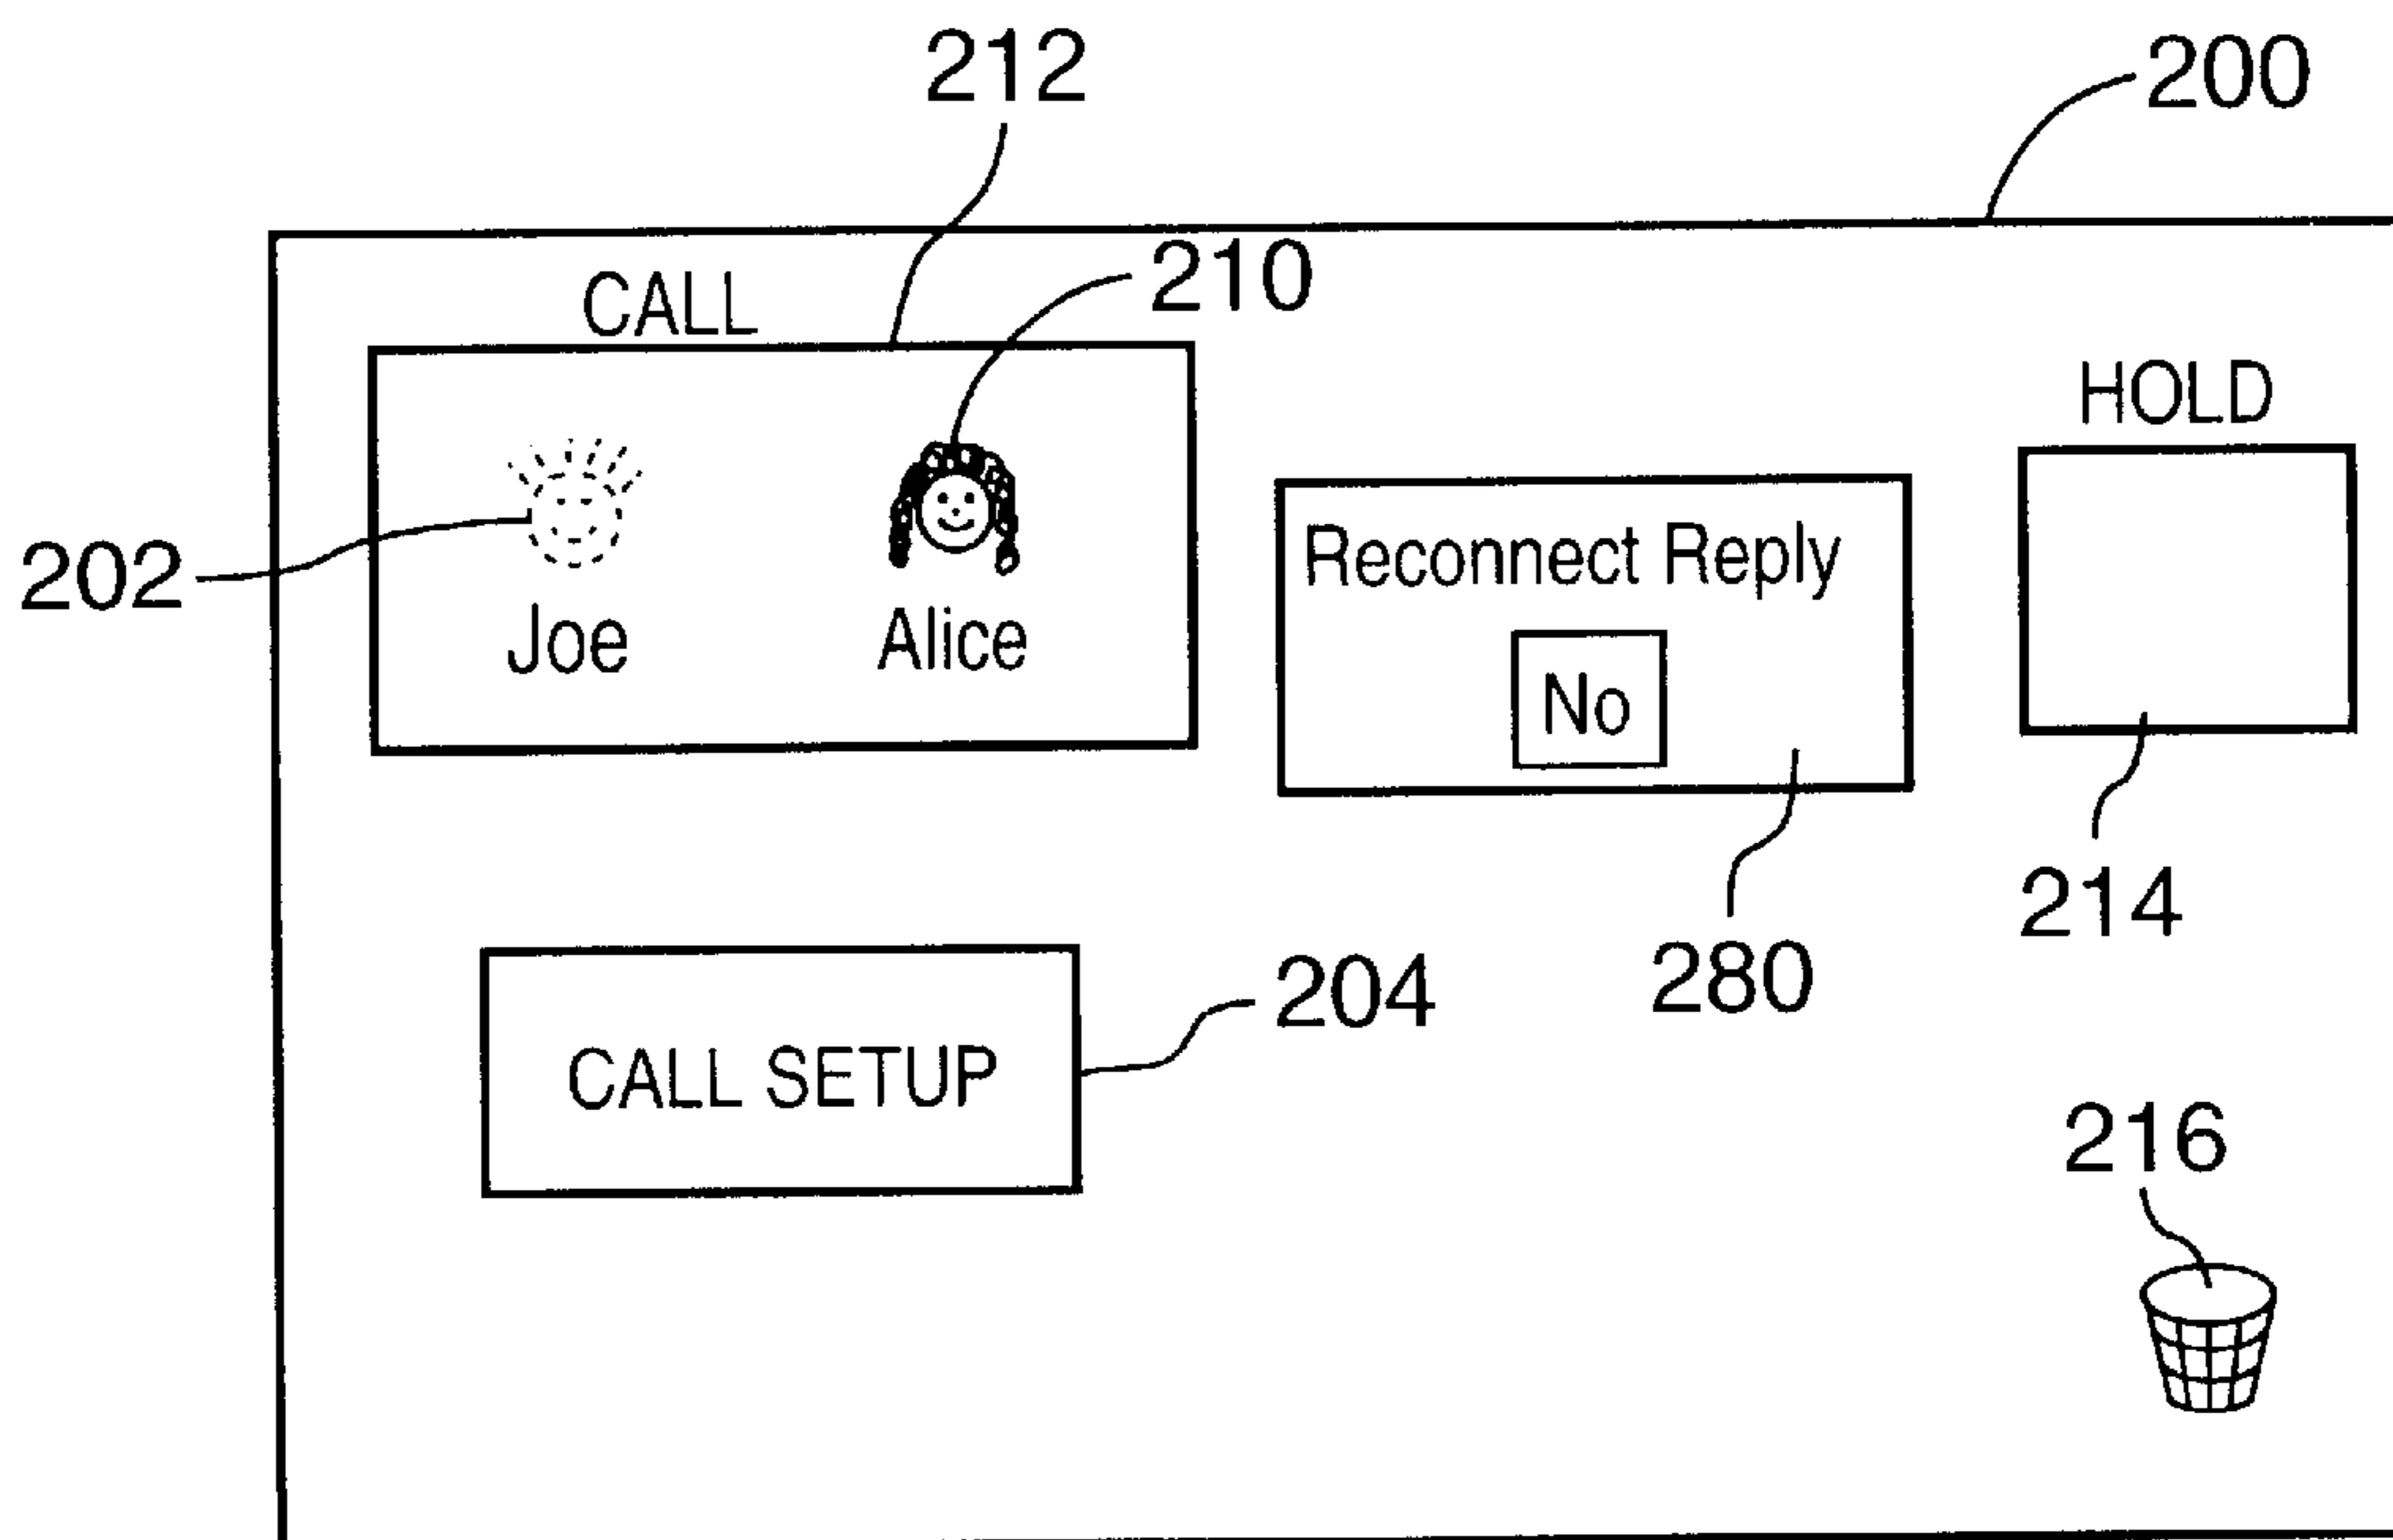 212
200
210
CALL
HOLD
202
Joe
Alice
Reconnect Reply
No
214
280
204
CALL SETUP
216